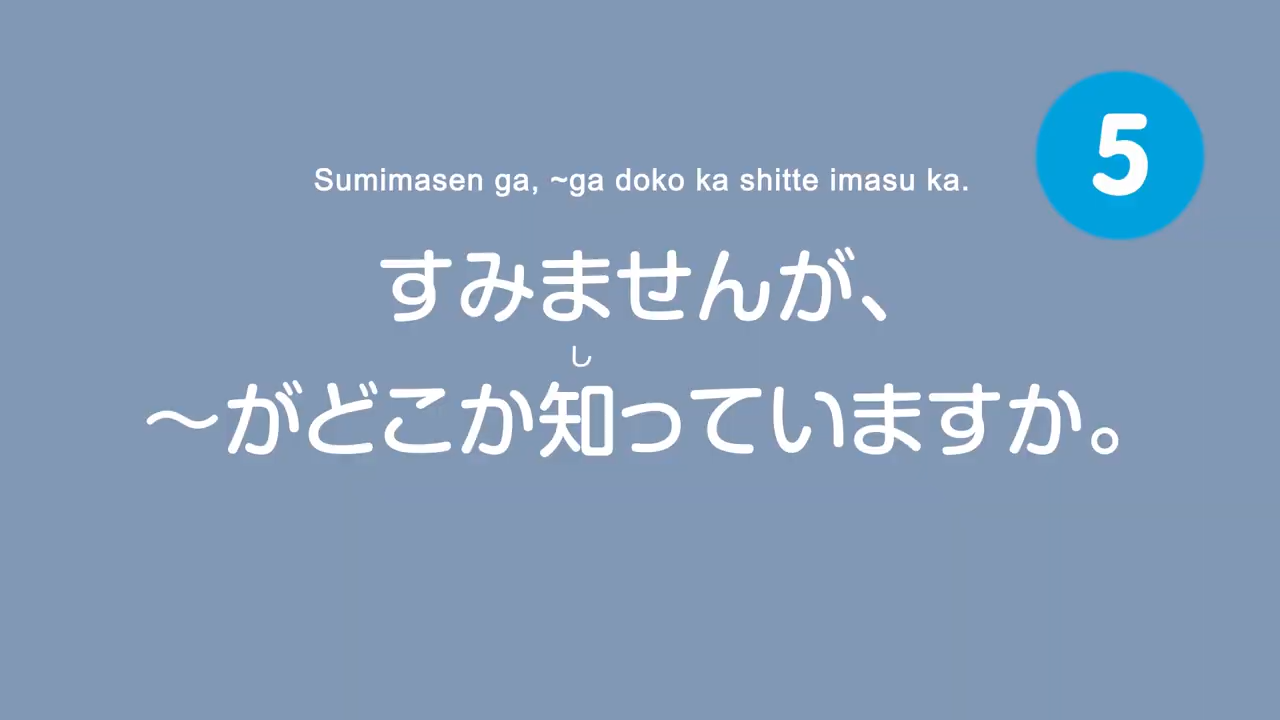 5
Sumimasen ga, ~ga doko ka shitte imasu ka.
すみませんが、
し
〜がどこか知っていますか。